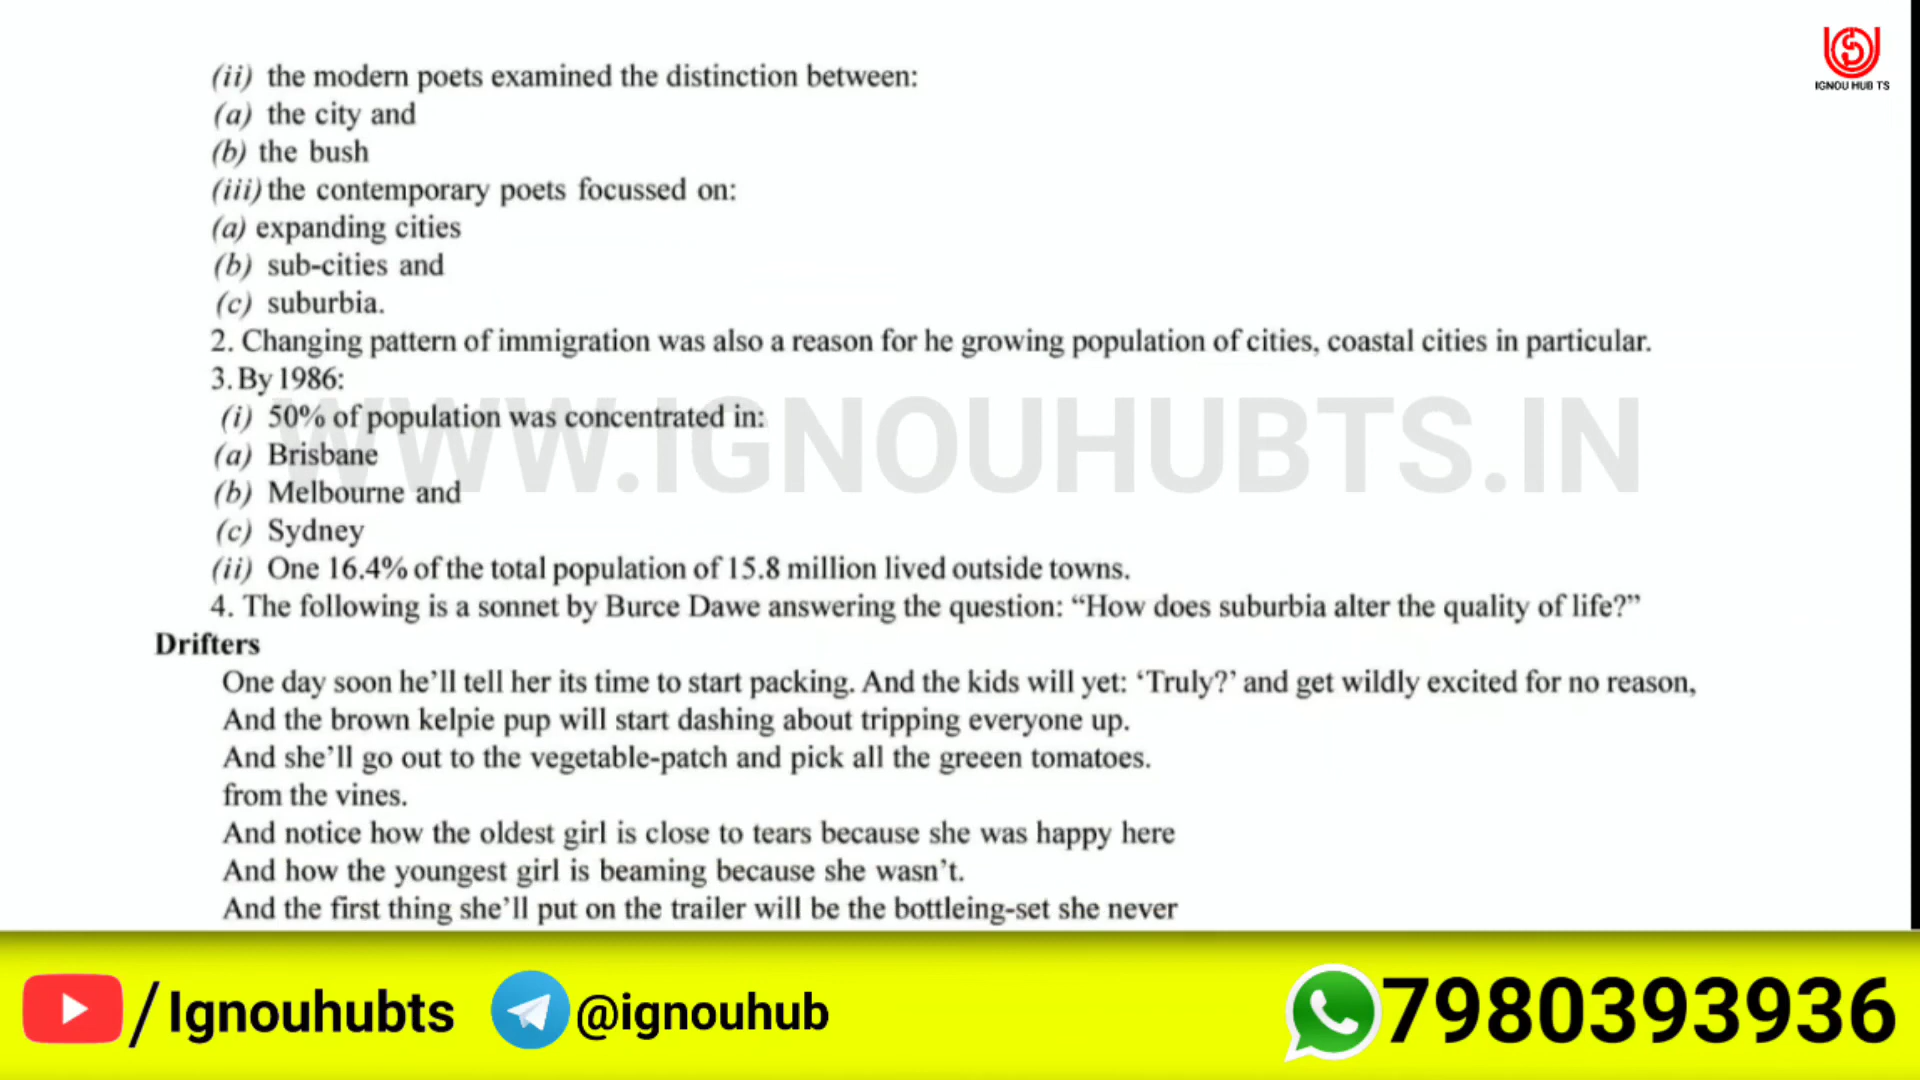 (ii) the modern poets examined the distinction between:
(a) the city and
(b) the bush
(iii) the contemporary poets focussed on:
(a) expanding cities
(b) sub-cities and
(c) suburbia.
2. Changing pattern of immigration was also a reason for he growing population of cities, coastal cities in particular.
3. By 1986:
(i) 50% of population was concentrated in:
(a) Brisbane
(b) Melbourne and
(c) Sydney
(ii) One 16.4% of the total population of 15.8 million lived outside towns.
4. The following is a sonnet by Burce Dawe answering the question: “How does suburbia alter the quality of life?”
Drifters
One day soon he’ll tell her its time to start packing. And the kids will yet: ‘Truly?’ and get wildly excited for no reason,
And the brown kelpie pup will start dashing about tripping everyone up.
And she’ll go out to the vegetable-patch and pick all the greeen tomatoes.
from the vines.
And notice how the oldest girl is close to tears because she was happy here
And how the youngest girl is beaming because she wasn’t.
And the first thing she’ll put on the trailer will be the bottleing-set she never
IGNOU HUB TS
WWW.IGNOUHUBTS.IN
/Ignouhubts @ignouhub 7980393936